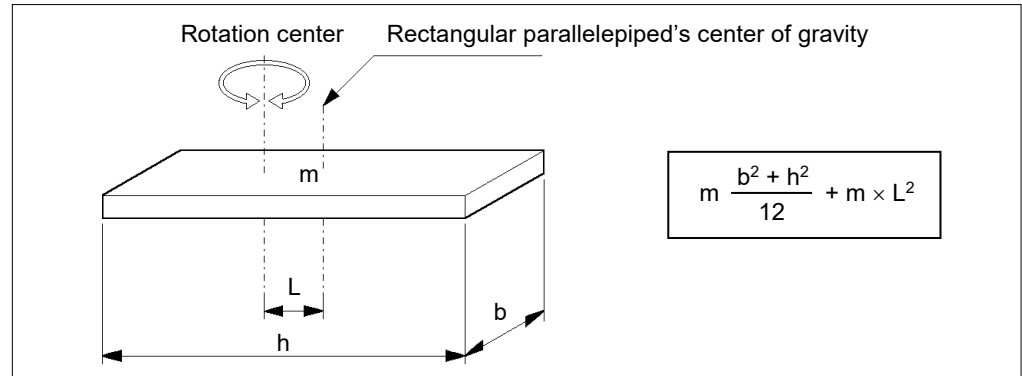 Rotation center
Rectangular parallelepiped's center of gravity
m
m b² + h² / 12 + m × L²
L
b
h